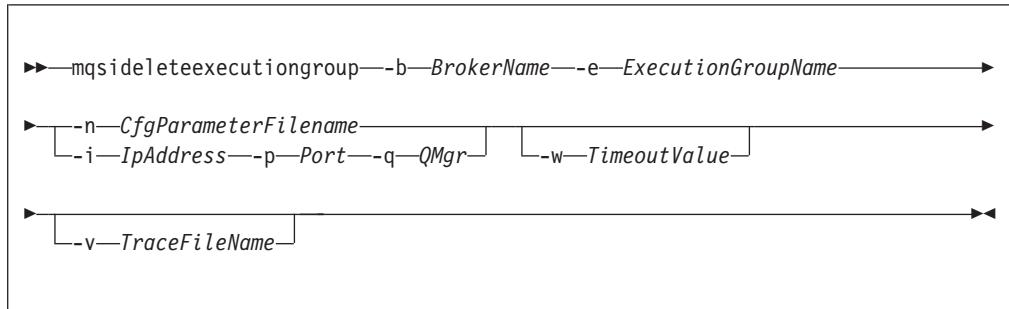 mqsideleteexecutiongroup -b BrokerName -e ExecutionGroupName
-n CfgParameterFilename
-i IpAddress -p Port -q QMgr -w TimeoutValue
-v TraceFileName